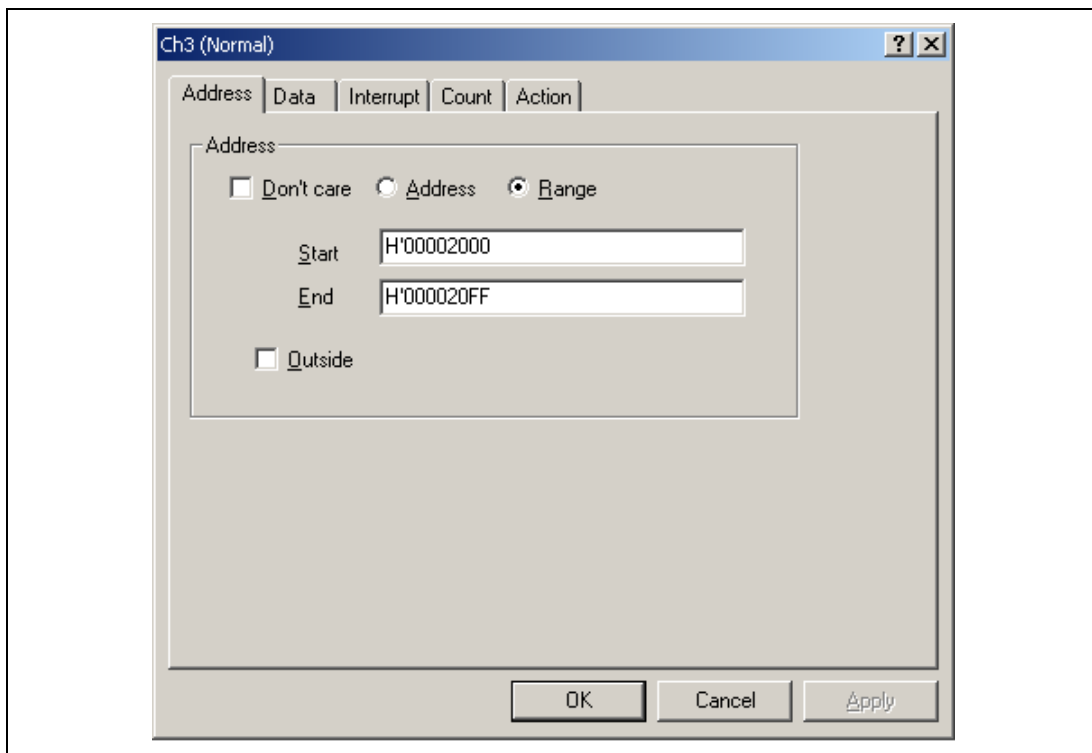 Ch3 (Normal)
Address Data Interrupt Count Action
Address
Don't care Address Range
Start H'00002000
End H'000020FF
Outside
OK Cancel Apply